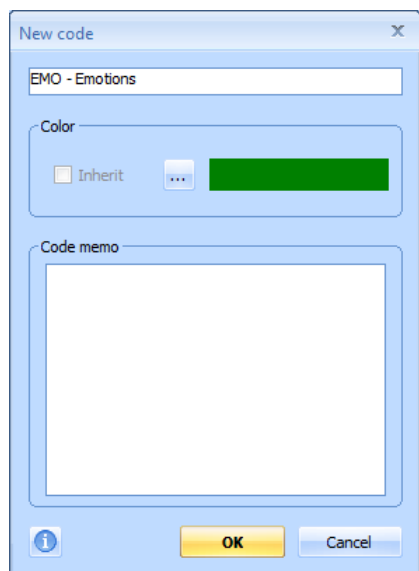 New code
EMO - Emotions
Color
Inherit
...
Code memo
OK
Cancel